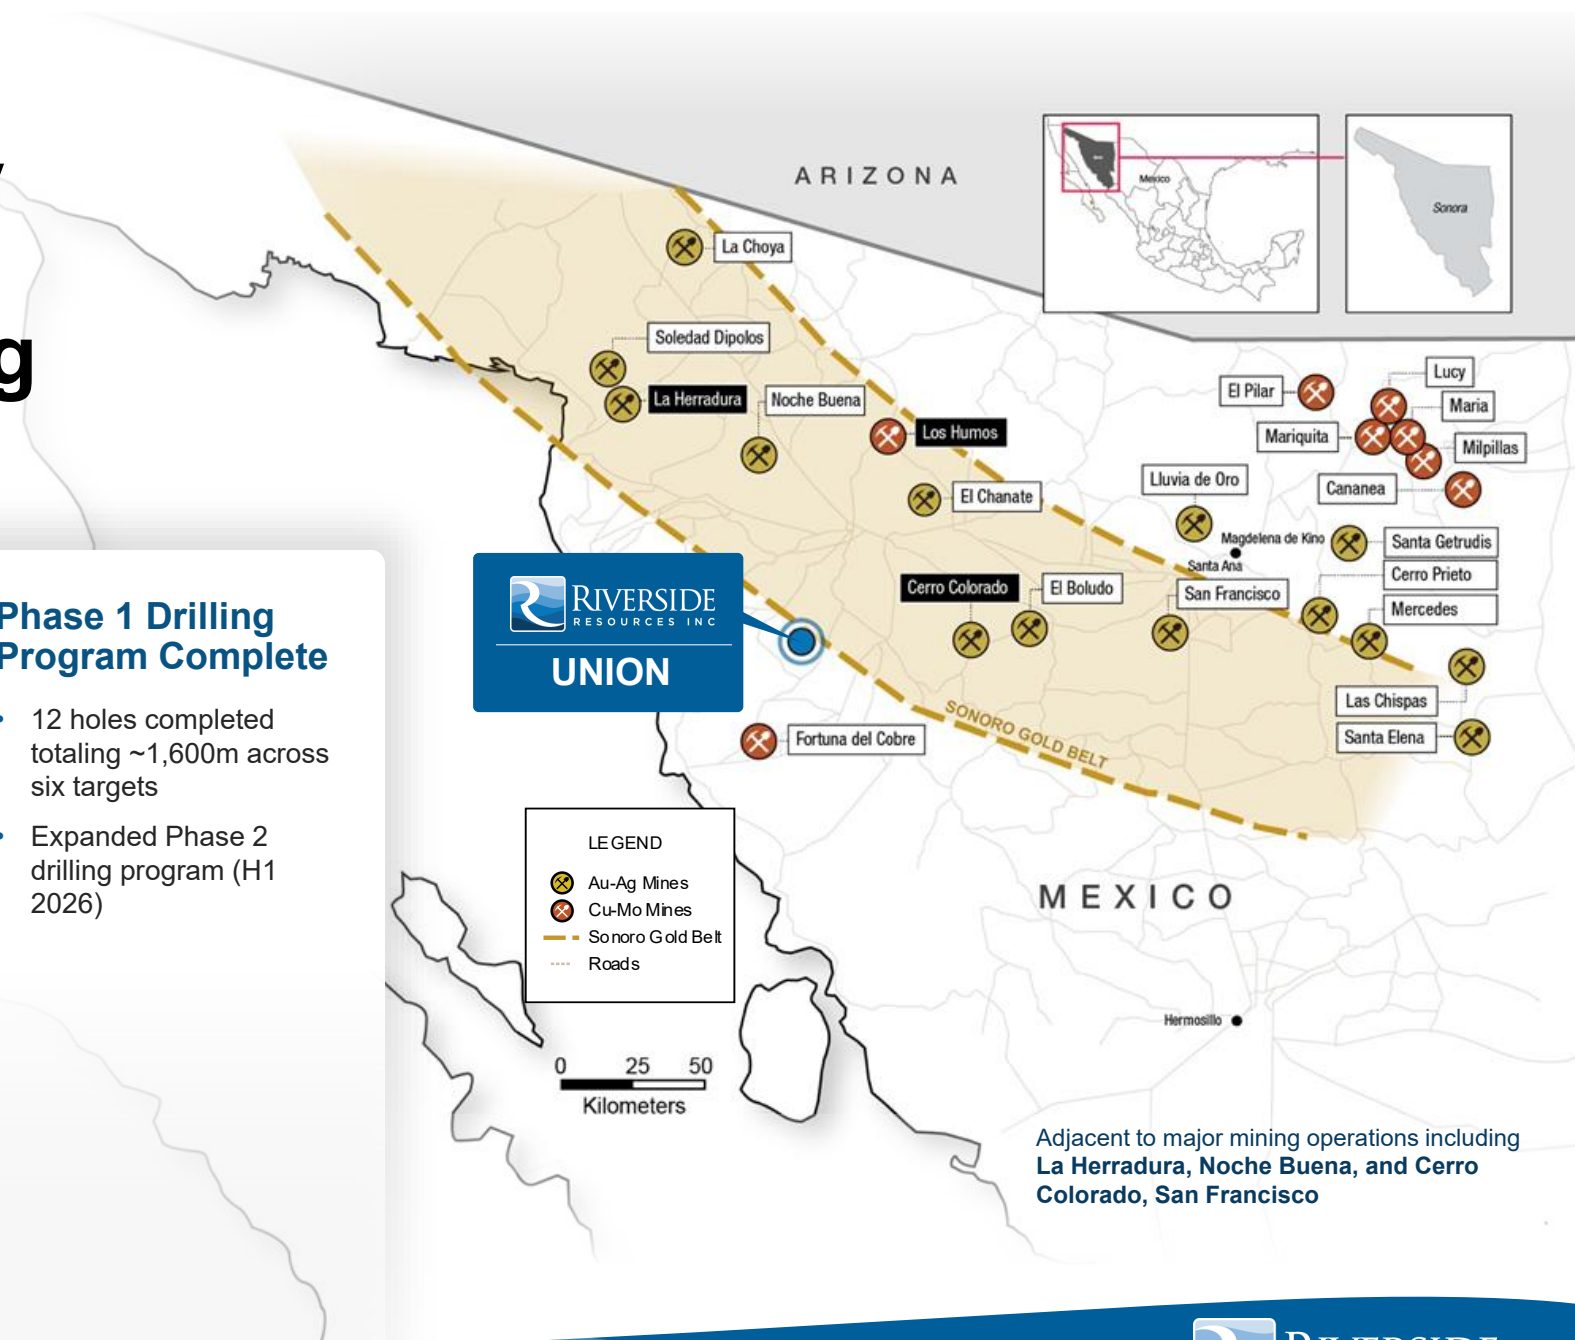 ARIZONA
Mexico
Sonora
La Choya
Soledad Dipolos
La Herradura
Noche Buena
Los Humos
El Chanate
El Pilar
Lucy
Maria
Mariquita
Milpillas
Cananea
Lluvia de Oro
Magdelena de Kino
Santa Ana
Santa Getrudis
Cerro Prieto
Mercedes
San Francisco
Cerro Colorado
El Boludo
Las Chispas
Santa Elena
SONORO GOLD BELT
Fortuna del Cobre
g
RIVERSIDE
RESOURCES INC
UNION
Phase 1 Drilling
Program Complete
• 12 holes completed
totaling ~1,600m across
six targets
• Expanded Phase 2
drilling program (H1
2026)
LEGEND
Au-Ag Mines
Cu-Mo Mines
Sonoro Gold Belt
Roads
0 25 50
Kilometers
MEXICO
Hermosillo
Adjacent to major mining operations including
La Herradura, Noche Buena, and Cerro
Colorado, San Francisco
RIVERSIDE